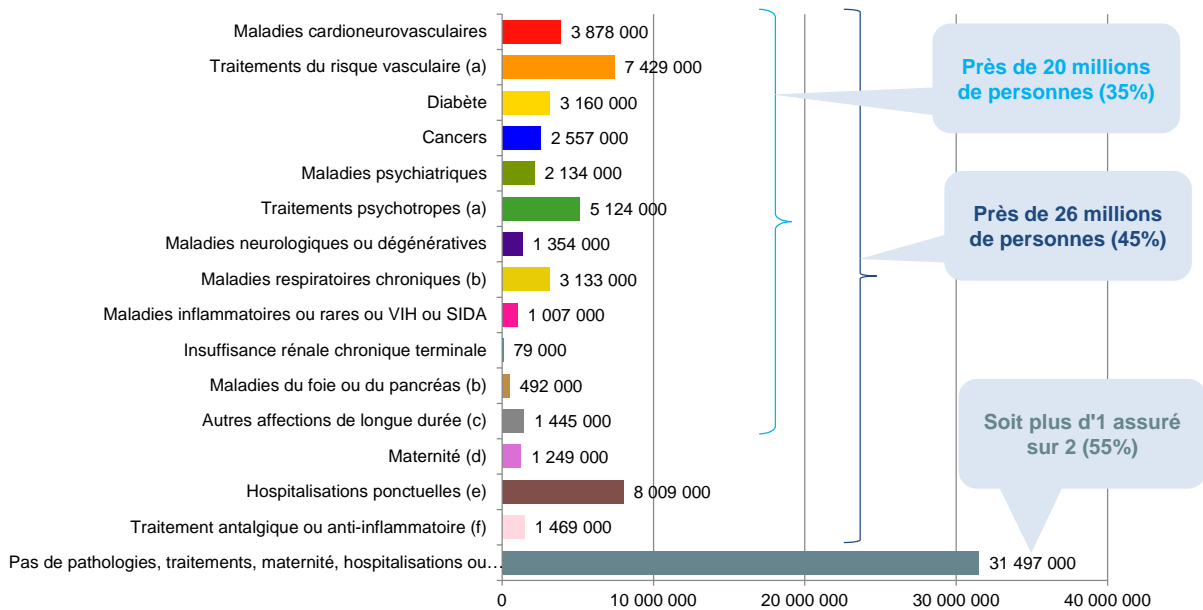 Maladies cardioneurovasculaires 3 878 000
Traitements du risque vasculaire (a) 7 429 000
Diabète 3 160 000
Cancers 2 557 000
Maladies psychiatriques 2 134 000
Traitements psychotropes (a) 5 124 000
Maladies neurologiques ou dégénératives 1 354 000
Maladies respiratoires chroniques (b) 3 133 000
Maladies inflammatoires ou rares ou VIH ou SIDA 1 007 000
Insuffisance rénale chronique terminale 79 000
Maladies du foie ou du pancréas (b) 492 000
Autres affections de longue durée (c) 1 445 000
Maternité (d) 1 249 000
Hospitalisations ponctuelles (e) 8 009 000
Traitement antalgique ou anti-inflammatoire (f) 1 469 000
Pas de pathologies, traitements, maternité, hospitalisations ou… 31 497 000
0 10 000 000 20 000 000 30 000 000 40 000 000
Près de 20 millions
de personnes (35%)
Près de 26 millions
de personnes (45%)
Soit plus d'1 assuré
sur 2 (55%)